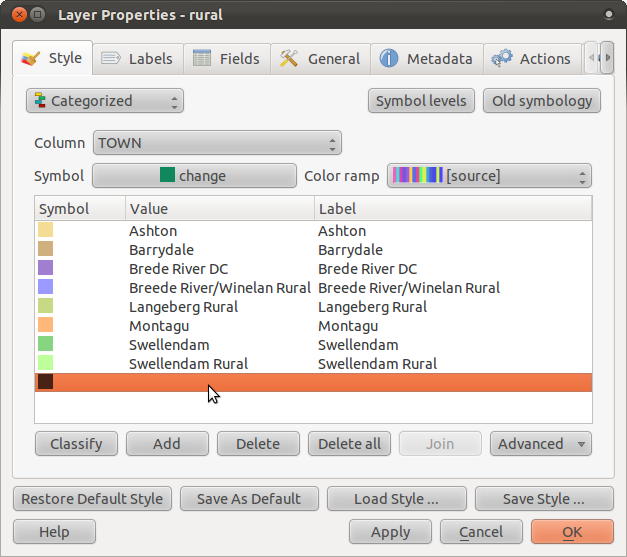 Layer Properties - rural
Style Labels Fields General Metadata Actions
Categorized Symbol levels Old symbology
Column TOWN
Symbol change Color ramp [source]
Symbol Value Label
Ashton Ashton
Barrydale Barrydale
Brede River DC Brede River DC
Breede River/Winelan Rural Breede River/Winelan Rural
Langeberg Rural Langeberg Rural
Montagu Montagu
Swellendam Swellendam
Swellendam Rural Swellendam Rural
Classify Add Delete Delete all Join Advanced
Restore Default Style Save As Default Load Style ... Save Style ...
Help Apply Cancel OK